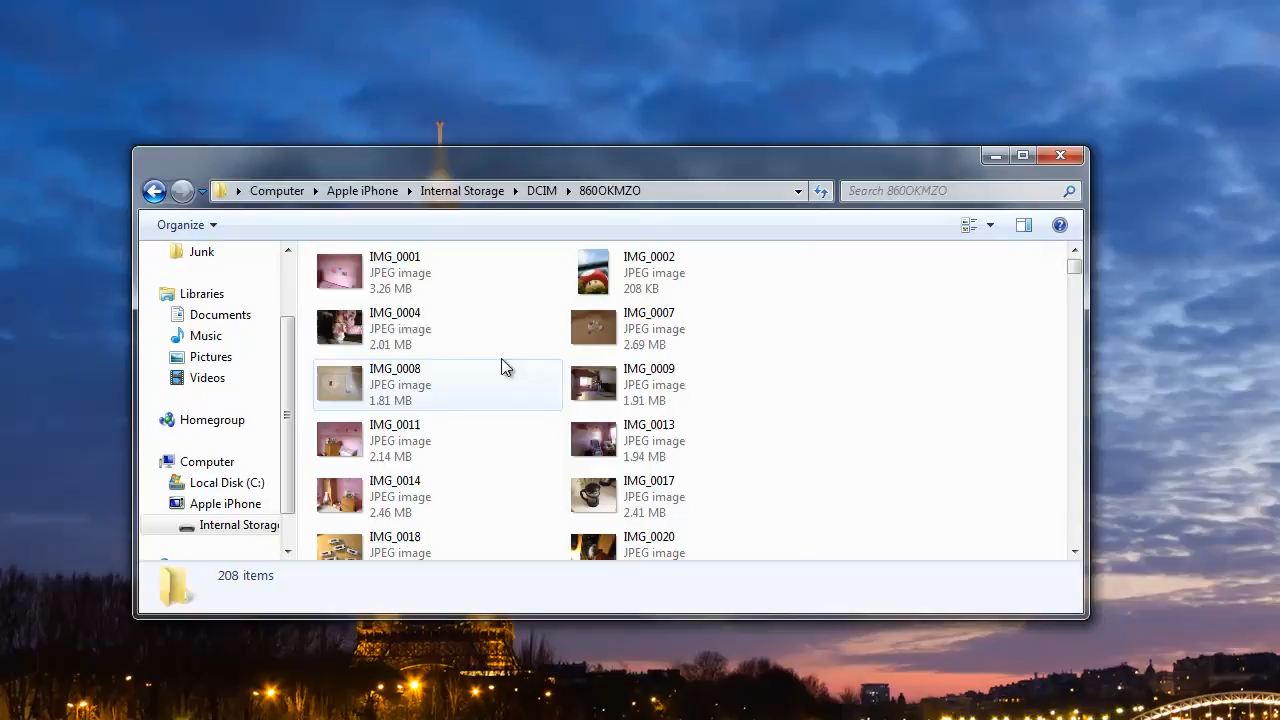 Computer Apple iPhone Internal Storage DCIM 860OKMZO Search 860OKMZO
Organize
Junk
Libraries
Documents
Music
Pictures
Videos
Homegroup
Computer
Local Disk (C:)
Apple iPhone
Internal Storag
IMG_0001
JPEG image
3.26 MB
IMG_0002
JPEG image
208 KB
IMG_0004
JPEG image
2.01 MB
IMG_0007
JPEG image
2.69 MB
IMG_0008
JPEG image
1.81 MB
IMG_0009
JPEG image
1.91 MB
IMG_0011
JPEG image
2.14 MB
IMG_0013
JPEG image
1.94 MB
IMG_0014
JPEG image
2.46 MB
IMG_0017
JPEG image
2.41 MB
IMG_0018
JPEG image
IMG_0020
JPEG image
208 items